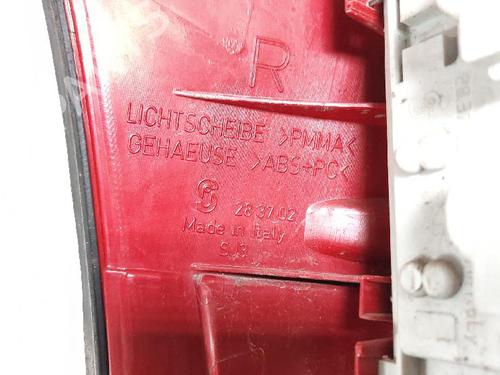 R
LICHTSCHEIBE >PMMA<
GEHAEUSE >ABS+PC<
28 37 02
Made in Italy